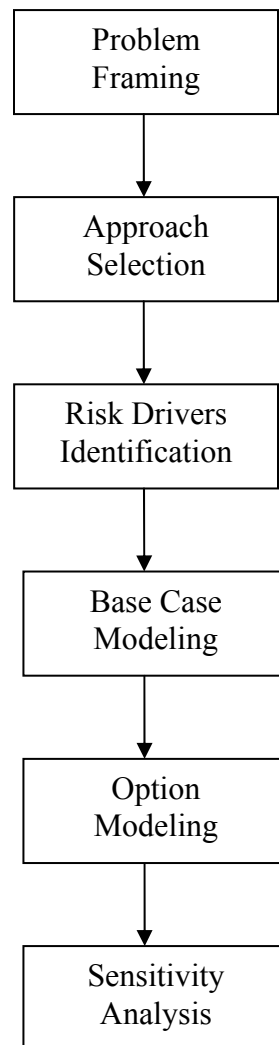 Problem
Framing
Approach
Selection
Risk Drivers
Identification
Base Case
Modeling
Option
Modeling
Sensitivity
Analysis